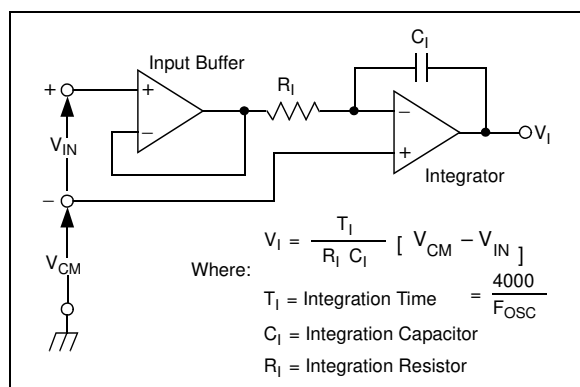 C_I
Input Buffer
R_I
+
+
−
−
+
V_I
V_IN
−
Integrator
V_CM
V_I = T_I / (R_I C_I) [ V_CM – V_IN ]
Where:
T_I = Integration Time = 4000 / F_OSC
C_I = Integration Capacitor
R_I = Integration Resistor